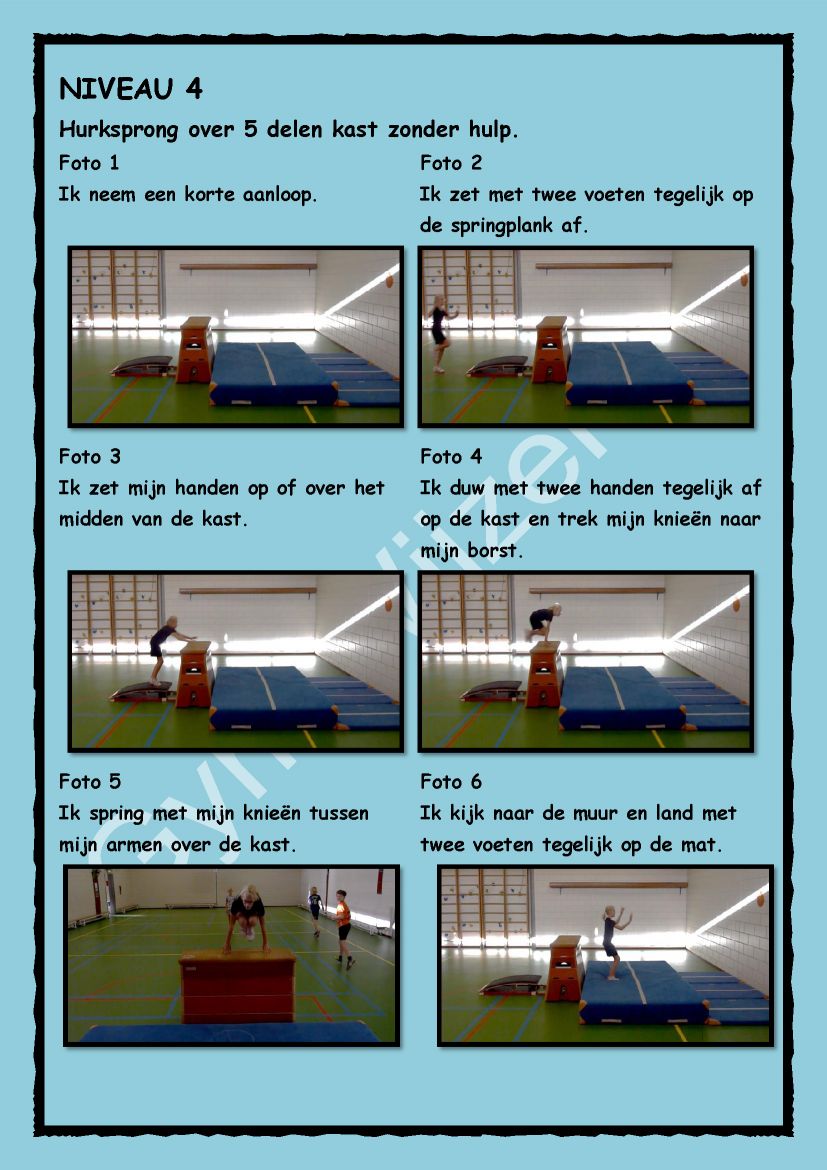 NIVEAU 4
Hurksprong over 5 delen kast zonder hulp.
Foto 1
Ik neem een korte aanloop.
Foto 2
Ik zet met twee voeten tegelijk op
de springplank af.
Foto 3
Ik zet mijn handen op of over het
midden van de kast.
Foto 4
Ik duw met twee handen tegelijk af
op de kast en trek mijn knieën naar
mijn borst.
Foto 5
Ik spring met mijn knieën tussen
mijn armen over de kast.
Foto 6
Ik kijk naar de muur en land met
twee voeten tegelijk op de mat.